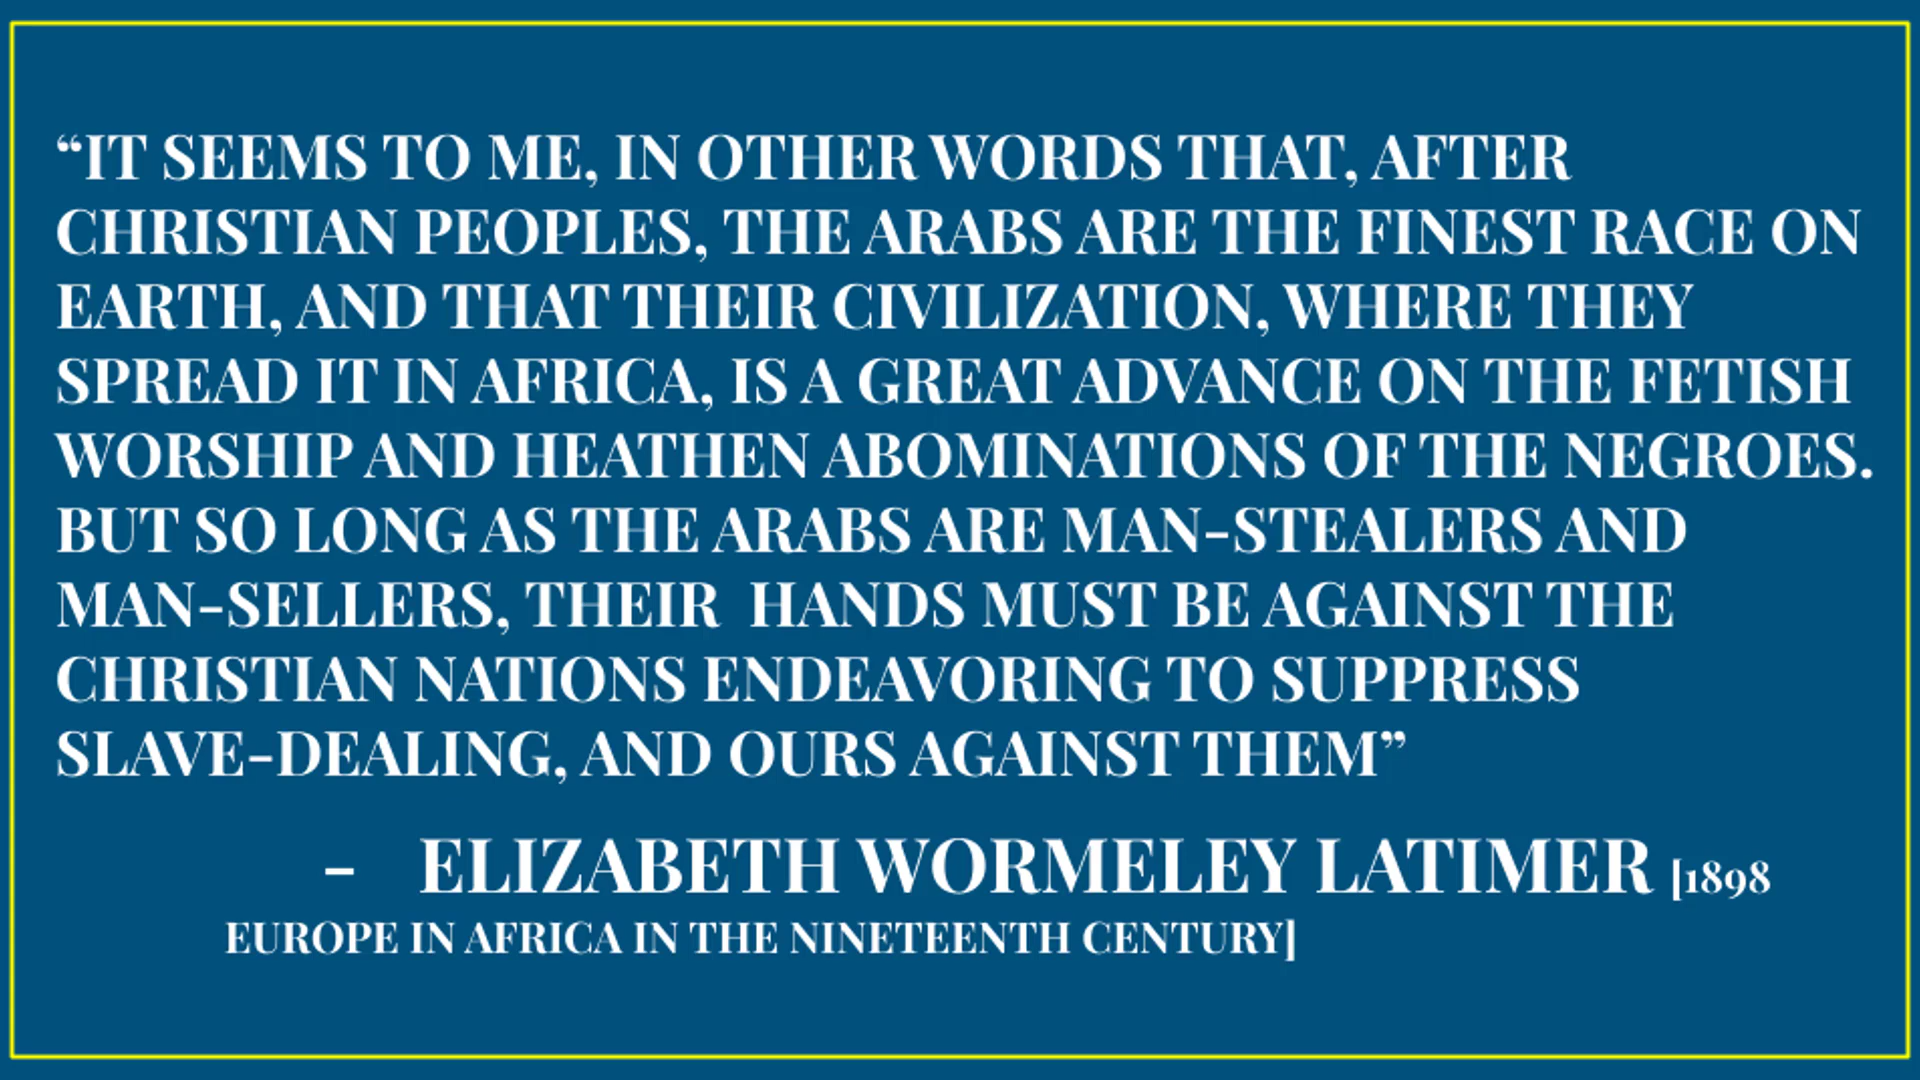 “IT SEEMS TO ME, IN OTHER WORDS THAT, AFTER
CHRISTIAN PEOPLES, THE ARABS ARE THE FINEST RACE ON
EARTH, AND THAT THEIR CIVILIZATION, WHERE THEY
SPREAD IT IN AFRICA, IS A GREAT ADVANCE ON THE FETISH
WORSHIP AND HEATHEN ABOMINATIONS OF THE NEGROES.
BUT SO LONG AS THE ARABS ARE MAN-STEALERS AND
MAN-SELLERS, THEIR HANDS MUST BE AGAINST THE
CHRISTIAN NATIONS ENDEAVORING TO SUPPRESS
SLAVE-DEALING, AND OURS AGAINST THEM”
– ELIZABETH WORMELEY LATIMER [1898
EUROPE IN AFRICA IN THE NINETEENTH CENTURY]